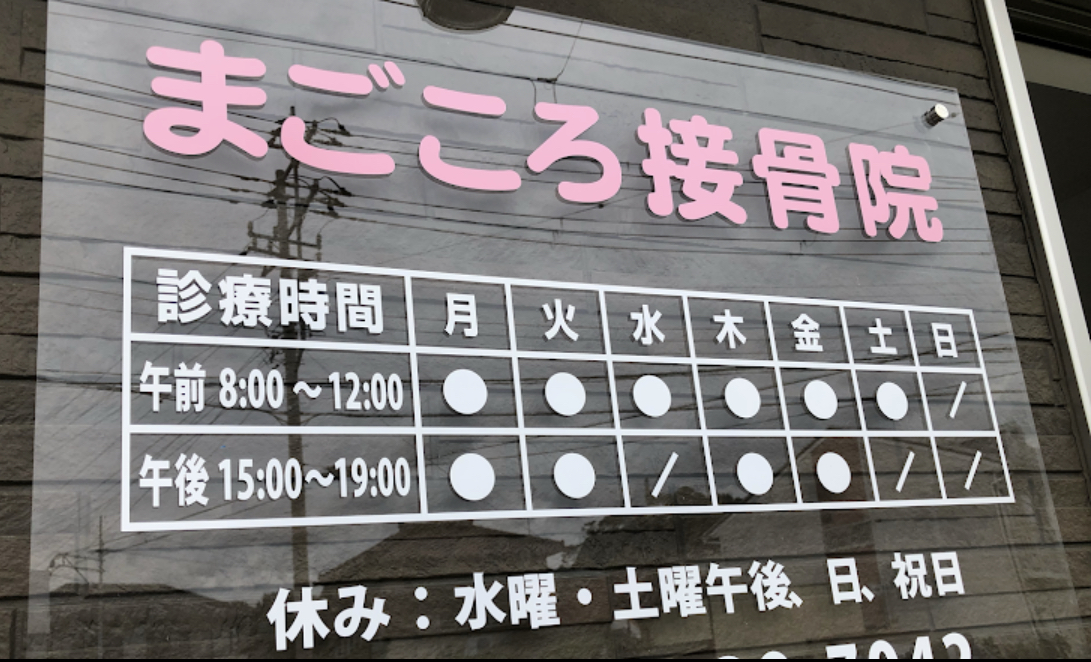 まごころ接骨院
診療時間 月 火 水 木 金 土 日
午前 8:00 〜 12:00 ● ● ● ● ● ● /
午後 15:00〜19:00 ● ● / ● ● / /
休み：水曜・土曜午後、日、祝日